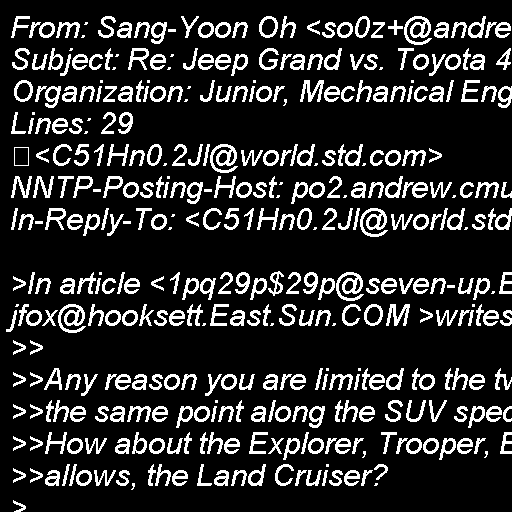 From: Sang-Yoon Oh <so0z+@andre
Subject: Re: Jeep Grand vs. Toyota 4
Organization: Junior, Mechanical Eng
Lines: 29
<C51Hn0.2Jl@world.std.com>
NNTP-Posting-Host: po2.andrew.cmu
In-Reply-To: <C51Hn0.2Jl@world.std

>In article <1pq29p$29p@seven-up.E
jfox@hooksett.East.Sun.COM >writes
>>
>>Any reason you are limited to the tw
>>the same point along the SUV spec
>>How about the Explorer, Trooper, B
>>allows, the Land Cruiser?
>